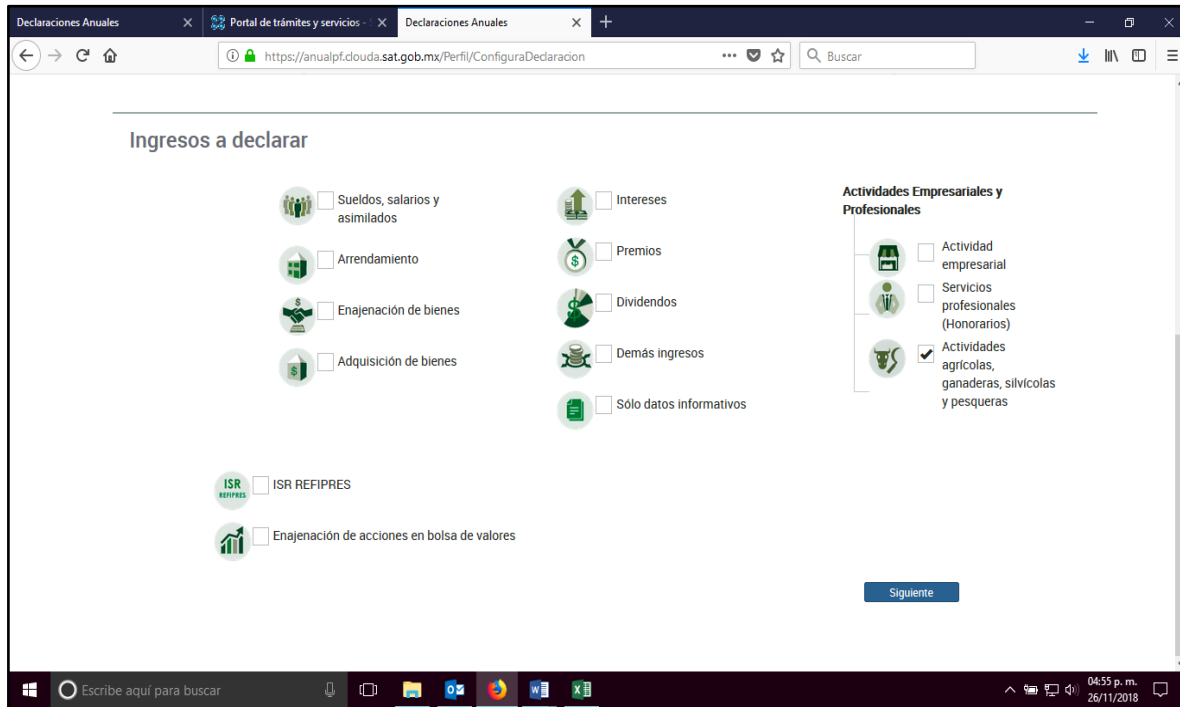 Declaraciones Anuales
Portal de trámites y servicios - S
Declaraciones Anuales
https://anualpf.clouda.sat.gob.mx/Perfil/ConfiguraDeclaracion
Buscar
Ingresos a declarar
Sueldos, salarios y
asimilados
Arrendamiento
$
Enajenación de bienes
$
Adquisición de bienes
Intereses
$
Premios
$
Dividendos
Demás ingresos
Sólo datos informativos
Actividades Empresariales y
Profesionales
Actividad
empresarial
Servicios
profesionales
(Honorarios)
Actividades
agrícolas,
ganaderas, silvícolas
y pesqueras
ISR
REFIPRES
ISR REFIPRES
Enajenación de acciones en bolsa de valores
Siguiente
Escribe aquí para buscar
04:55 p. m.
26/11/2018